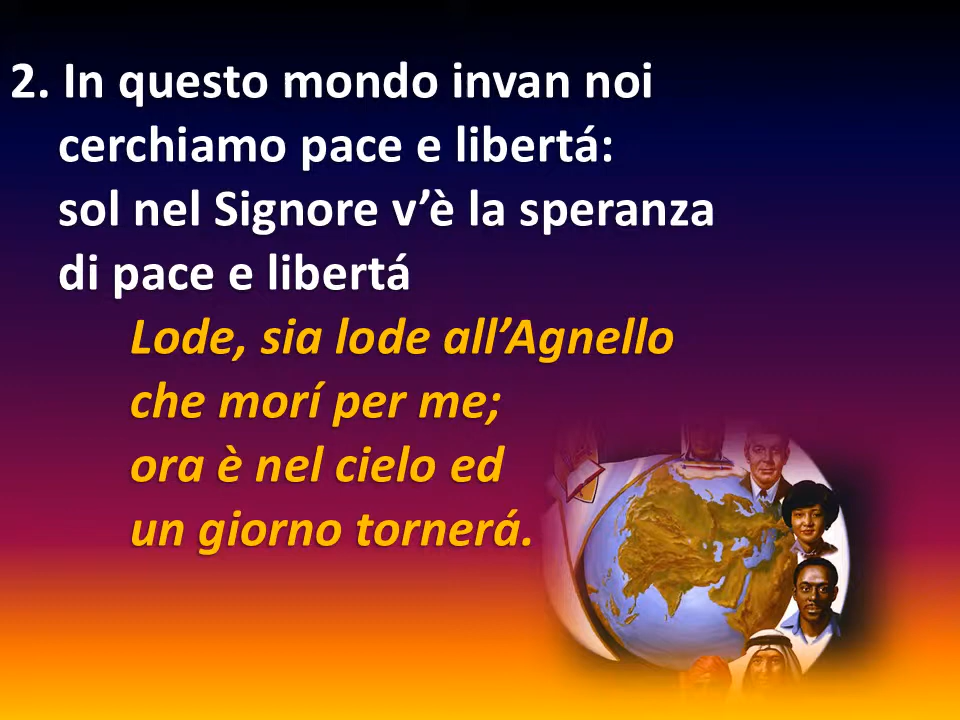 2. In questo mondo invan noi
cerchiamo pace e libertá:
sol nel Signore v’è la speranza
di pace e libertá
Lode, sia lode all’Agnello
che morí per me;
ora è nel cielo ed
un giorno tornerá.